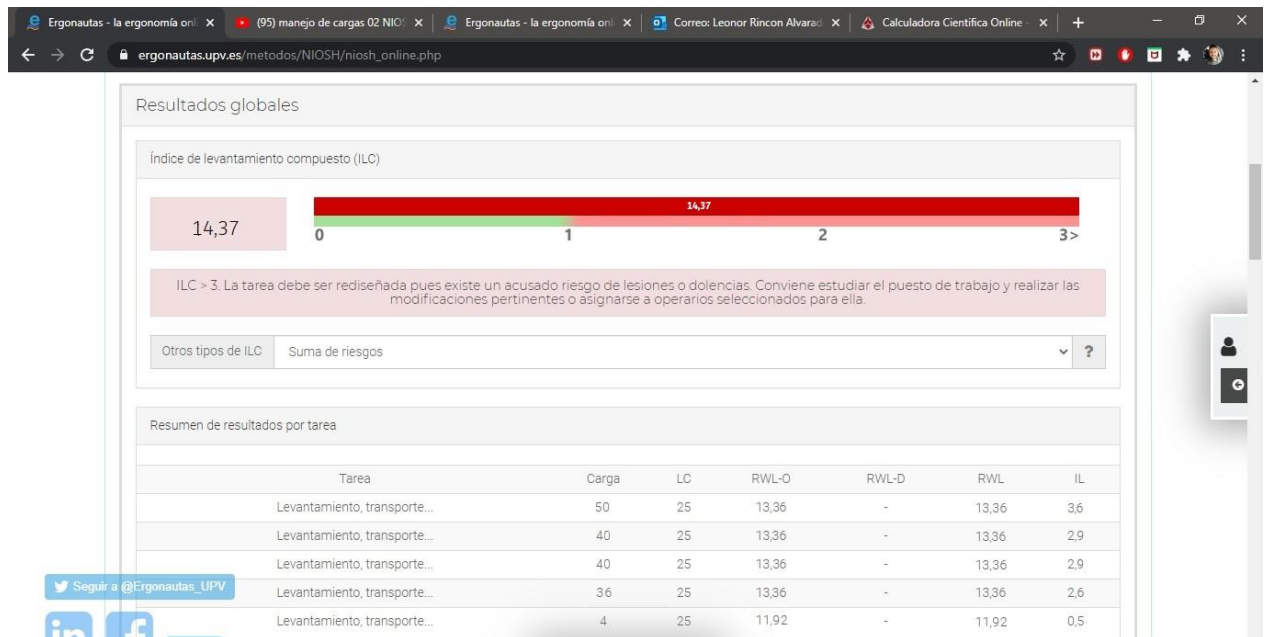 Ergonautas - la ergonomía onl
(95) manejo de cargas 02 NIO
Ergonautas - la ergonomía onl
Correo: Leonor Rincon Alvarad
Calculadora Científica Online -
ergonautas.upv.es/metodos/NIOSH/niosh_online.php
Resultados globales
Índice de levantamiento compuesto (ILC)
14,37
14,37
0 1 2 3>
ILC > 3. La tarea debe ser rediseñada pues existe un acusado riesgo de lesiones o dolencias. Conviene estudiar el puesto de trabajo y realizar las
modificaciones pertinentes o asignarse a operarios seleccionados para ella.
Otros tipos de ILC Suma de riesgos ?
Resumen de resultados por tarea
Tarea Carga LC RWL-O RWL-D RWL IL
Levantamiento, transporte... 50 25 13,36 - 13,36 3,6
Levantamiento, transporte... 40 25 13,36 - 13,36 2,9
Levantamiento, transporte... 40 25 13,36 - 13,36 2,9
Levantamiento, transporte... 36 25 13,36 - 13,36 2,6
Levantamiento, transporte... 4 25 11,92 - 11,92 0,5
Seguir a @Ergonautas_UPV
in f